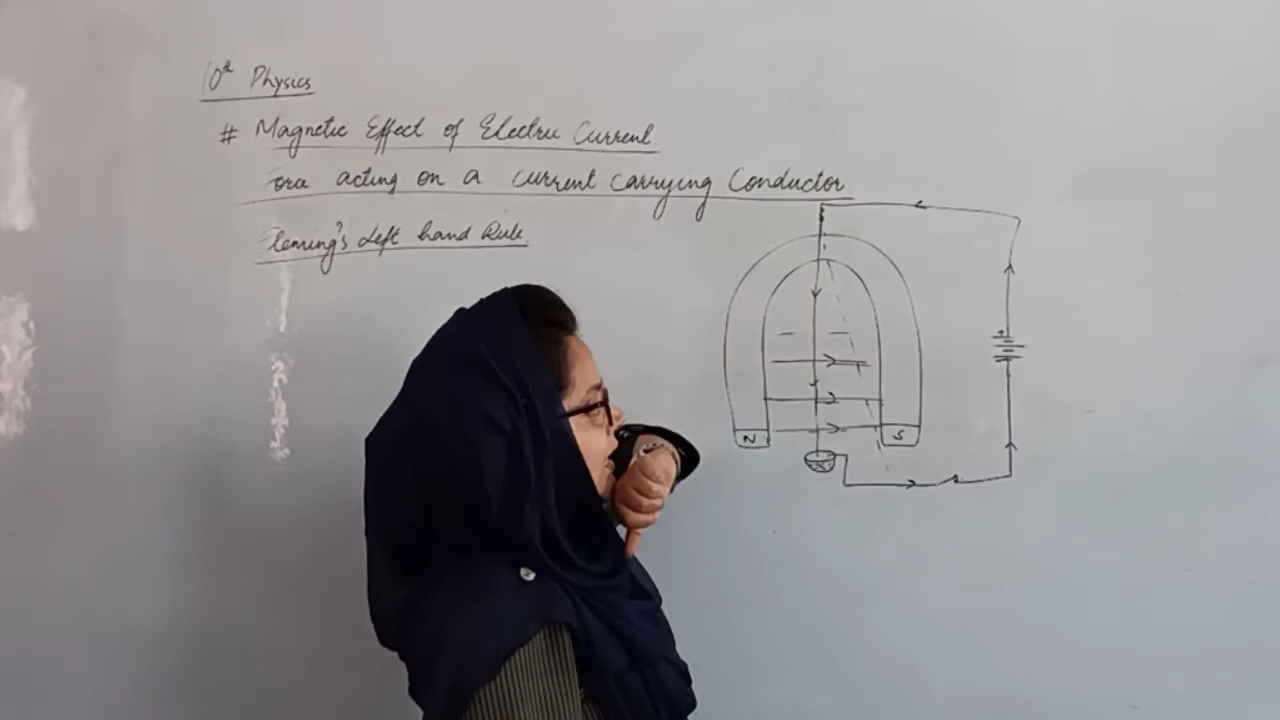 10th Physics
# Magnetic Effect of Electric Current
Force acting on a current carrying Conductor
Fleming's Left hand Rule
+
N S